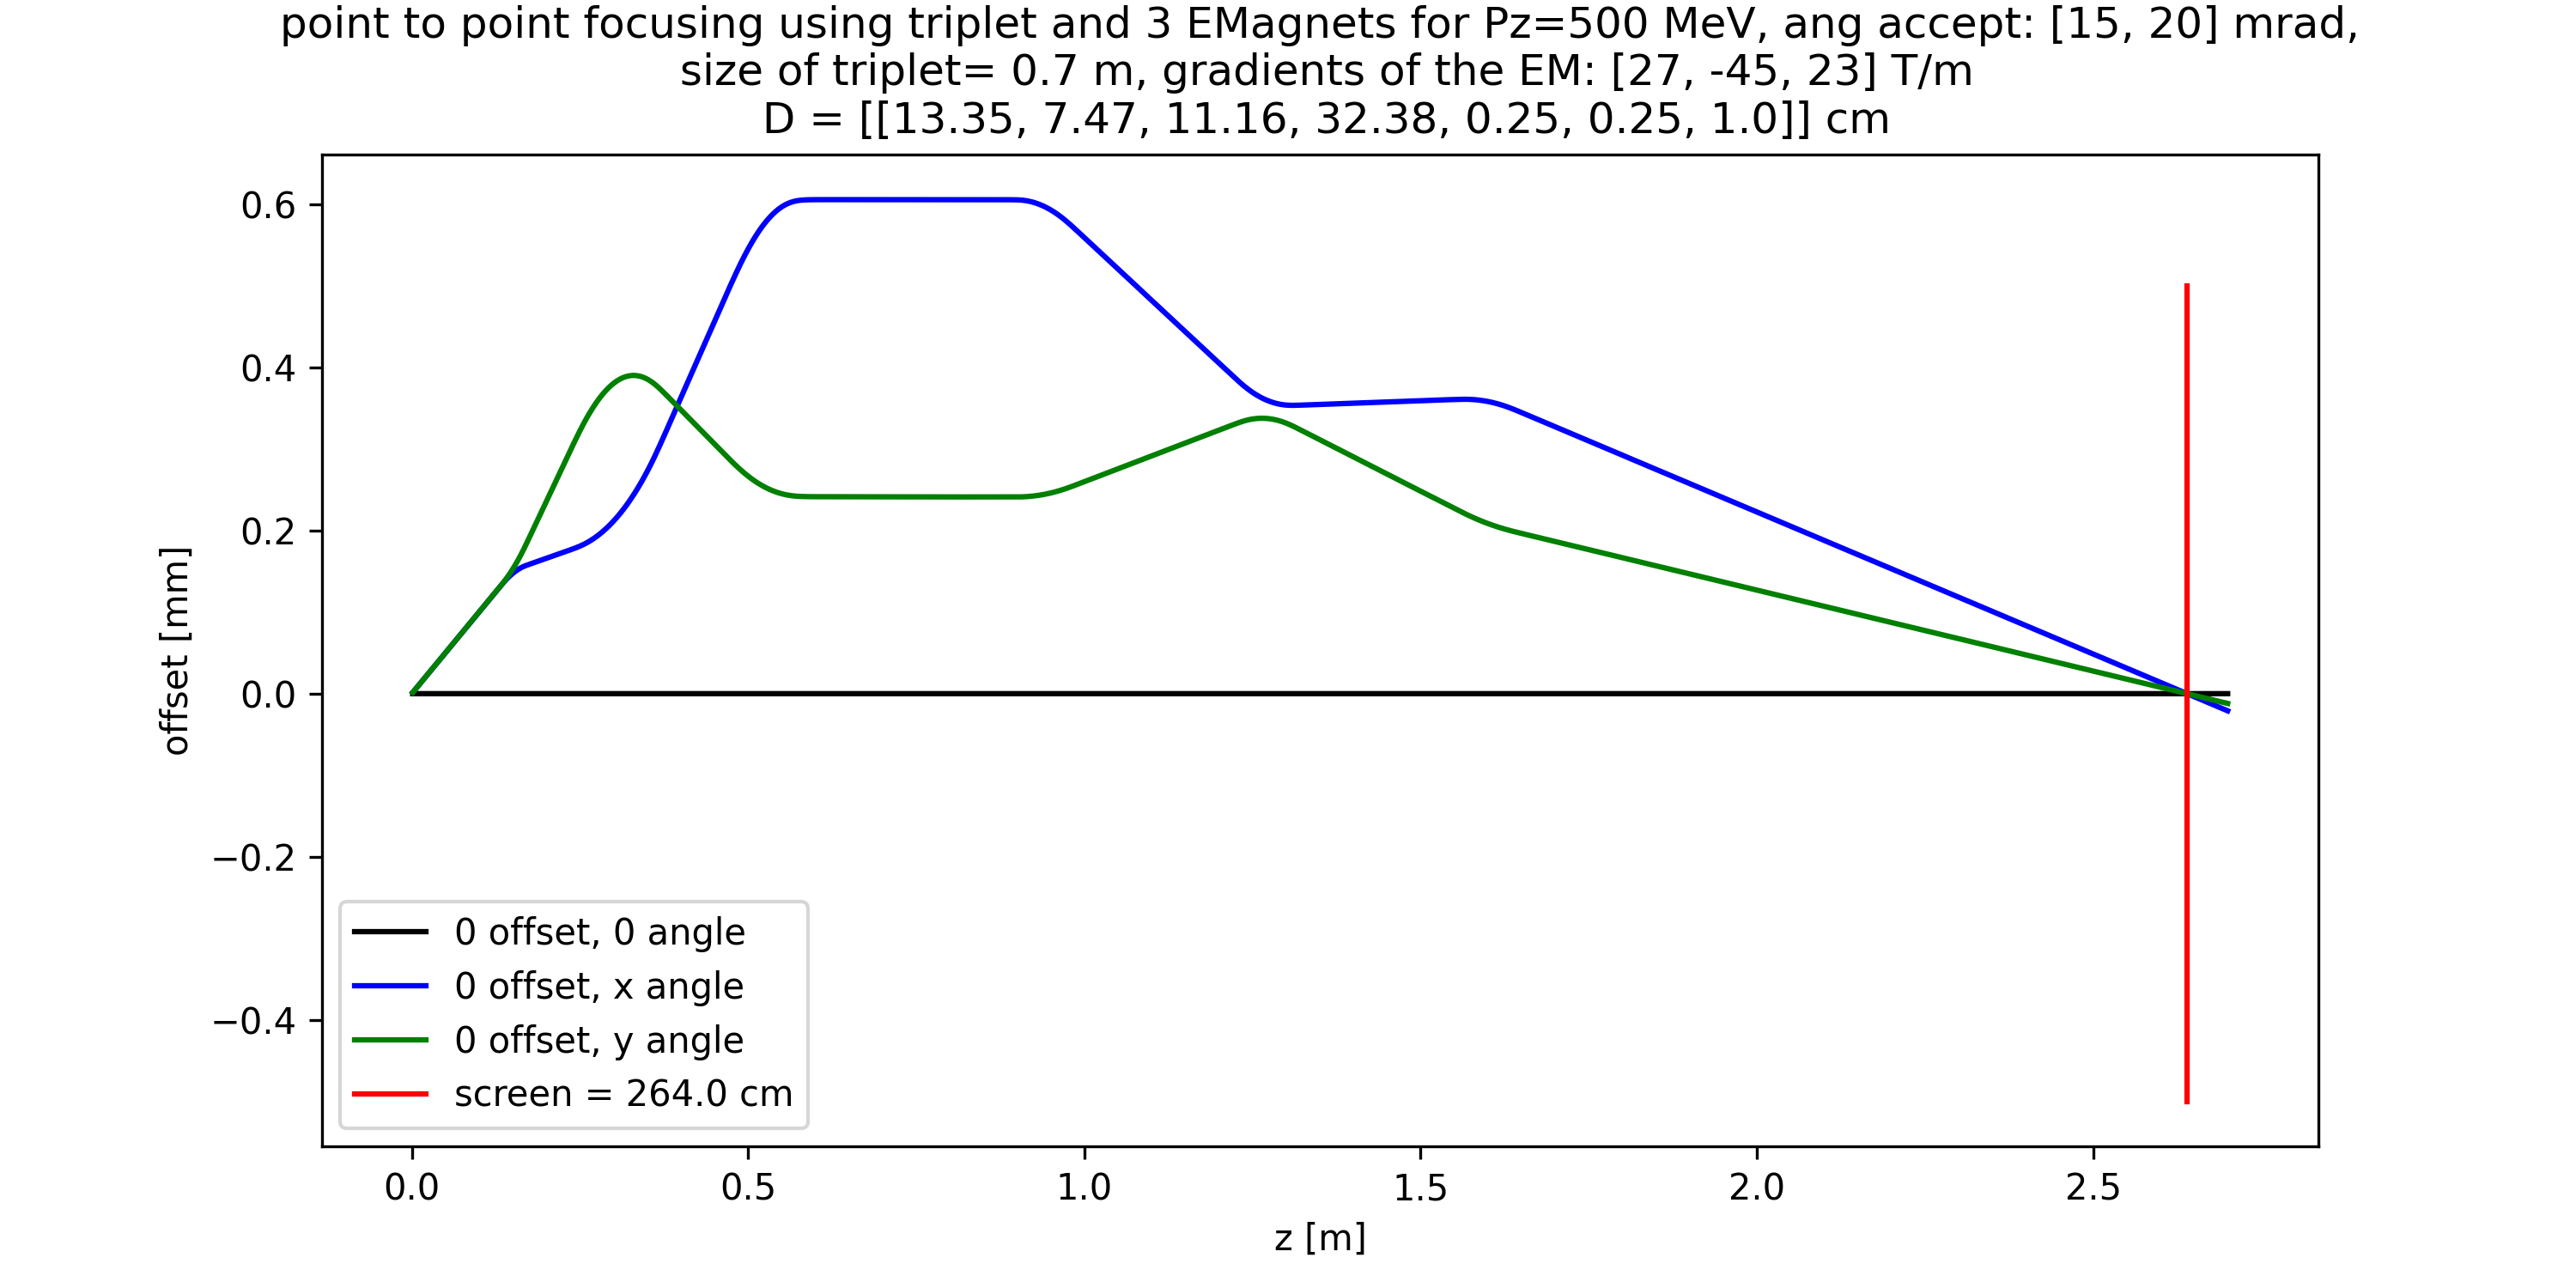 point to point focusing using triplet and 3 EMagnets for Pz=500 MeV, ang accept: [15, 20] mrad,
size of triplet= 0.7 m, gradients of the EM: [27, -45, 23] T/m
D = [[13.35, 7.47, 11.16, 32.38, 0.25, 0.25, 1.0]] cm
offset [mm]
0.6
0.4
0.2
0.0
−0.2
−0.4
0 offset, 0 angle
0 offset, x angle
0 offset, y angle
screen = 264.0 cm
0.0 0.5 1.0 1.5 2.0 2.5
z [m]